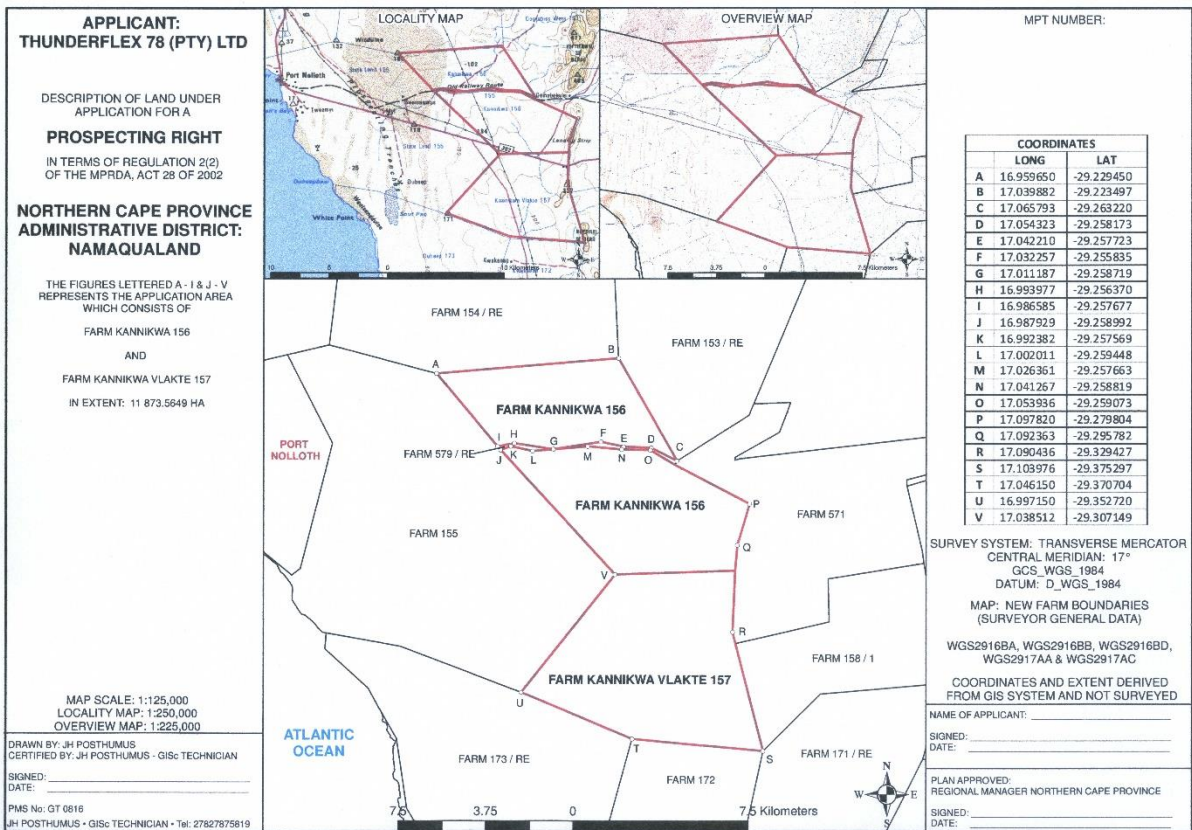 APPLICANT:
THUNDERFLEX 78 (PTY) LTD
DESCRIPTION OF LAND UNDER
APPLICATION FOR A
PROSPECTING RIGHT
IN TERMS OF REGULATION 2(2)
OF THE MPRDA, ACT 28 OF 2002
NORTHERN CAPE PROVINCE
ADMINISTRATIVE DISTRICT:
NAMAQUALAND
THE FIGURES LETTERED A - I & J - V
REPRESENTS THE APPLICATION AREA
WHICH CONSISTS OF
FARM KANNIKWA 156
AND
FARM KANNIKWA VLAKTE 157
IN EXTENT: 11 873.5649 HA
MAP SCALE: 1:125,000
LOCALITY MAP: 1:250,000
OVERVIEW MAP: 1:225,000
DRAWN BY: JH POSTHUMUS
CERTIFIED BY: JH POSTHUMUS - GISc TECHNICIAN
SIGNED:
DATE:
PMS No: GT 0816
JH POSTHUMUS • GISc TECHNICIAN • Tel: 27827875819
LOCALITY MAP
Port Nolloth
White Point
7.5 3.75 0 7.5 Kilometers
OVERVIEW MAP
7.5 3.75 0 7.5 Kilometers
FARM 154 / RE
FARM 153 / RE
A
B
FARM KANNIKWA 156
PORT
NOLLOTH
FARM 579 / RE
I H G F E D C
J K L M N O
FARM KANNIKWA 156
P
FARM 571
FARM 155
Q
V
R
FARM 158 / 1
FARM KANNIKWA VLAKTE 157
U
ATLANTIC
OCEAN
T
S
FARM 173 / RE
FARM 172
FARM 171 / RE
N
W E
S
7.5 3.75 0 7.5 Kilometers
MPT NUMBER:
COORDINATES
LONG LAT
A 16.959650 -29.229450
B 17.039882 -29.223497
C 17.065793 -29.263220
D 17.054323 -29.258173
E 17.042210 -29.257723
F 17.032257 -29.255835
G 17.011187 -29.258719
H 16.993977 -29.256370
I 16.986585 -29.257677
J 16.987929 -29.258992
K 16.992382 -29.257569
L 17.002011 -29.259448
M 17.026361 -29.257663
N 17.041267 -29.258819
O 17.053936 -29.259073
P 17.097820 -29.279804
Q 17.092363 -29.295782
R 17.090436 -29.329427
S 17.103976 -29.375297
T 17.046150 -29.370704
U 16.997150 -29.352720
V 17.038512 -29.307149
SURVEY SYSTEM: TRANSVERSE MERCATOR
CENTRAL MERIDIAN: 17°
GCS_WGS_1984
DATUM: D_WGS_1984
MAP: NEW FARM BOUNDARIES
(SURVEYOR GENERAL DATA)
WGS2916BA, WGS2916BB, WGS2916BD,
WGS2917AA & WGS2917AC
COORDINATES AND EXTENT DERIVED
FROM GIS SYSTEM AND NOT SURVEYED
NAME OF APPLICANT:
SIGNED:
DATE:
PLAN APPROVED:
REGIONAL MANAGER NORTHERN CAPE PROVINCE
SIGNED:
DATE: